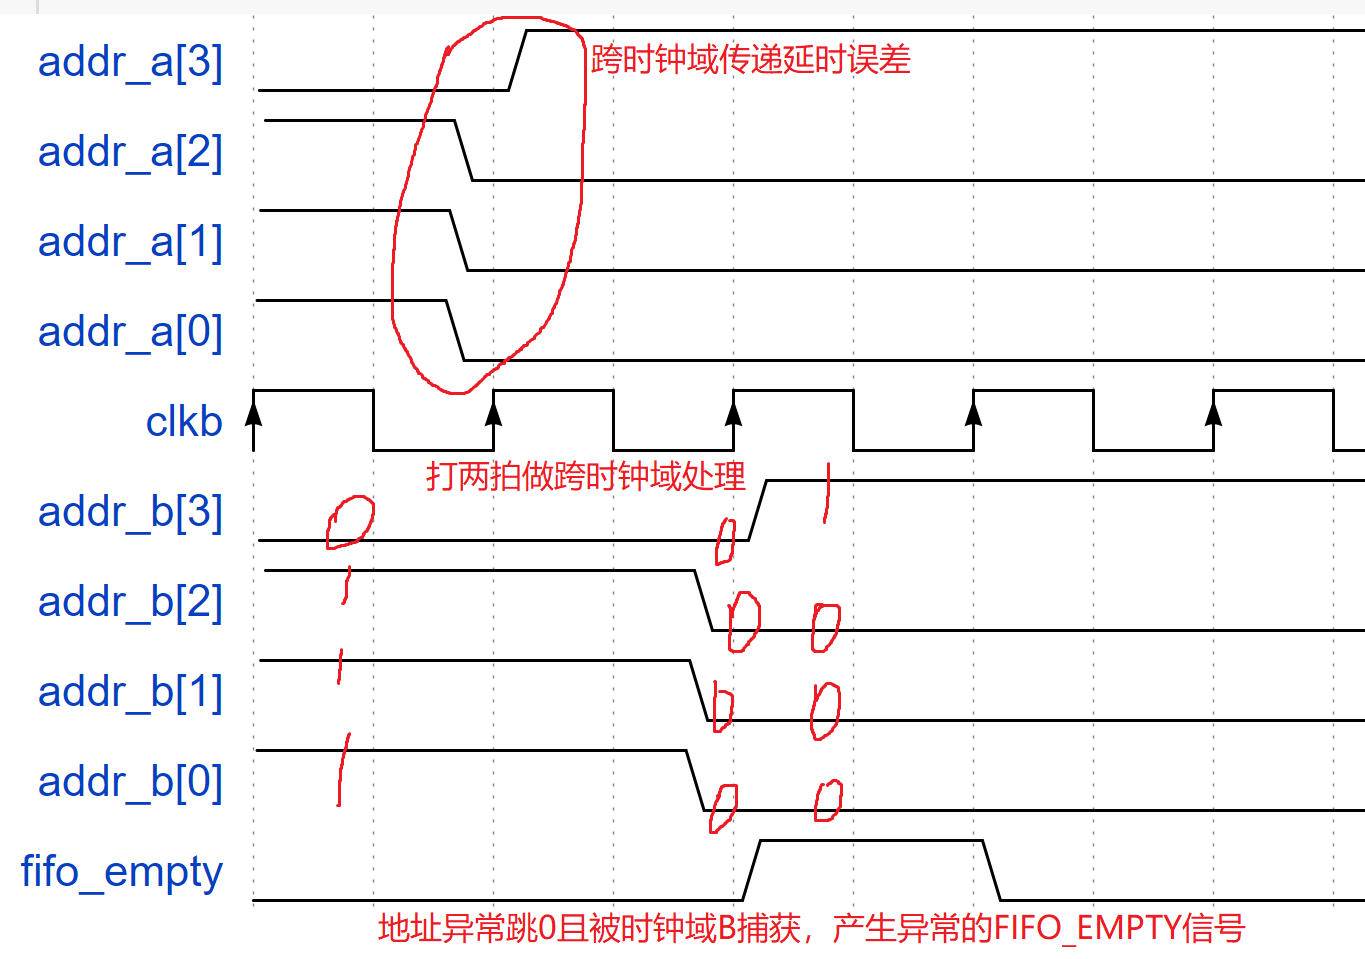 addr_a[3]
跨时钟域传递延时误差
addr_a[2]
addr_a[1]
addr_a[0]
clkb
打两拍做跨时钟域处理
addr_b[3]
0 0 1
addr_b[2]
1 0 0
addr_b[1]
1 0 0
addr_b[0]
1 0 0
fifo_empty
地址异常跳0且被时钟域B捕获，产生异常的FIFO_EMPTY信号